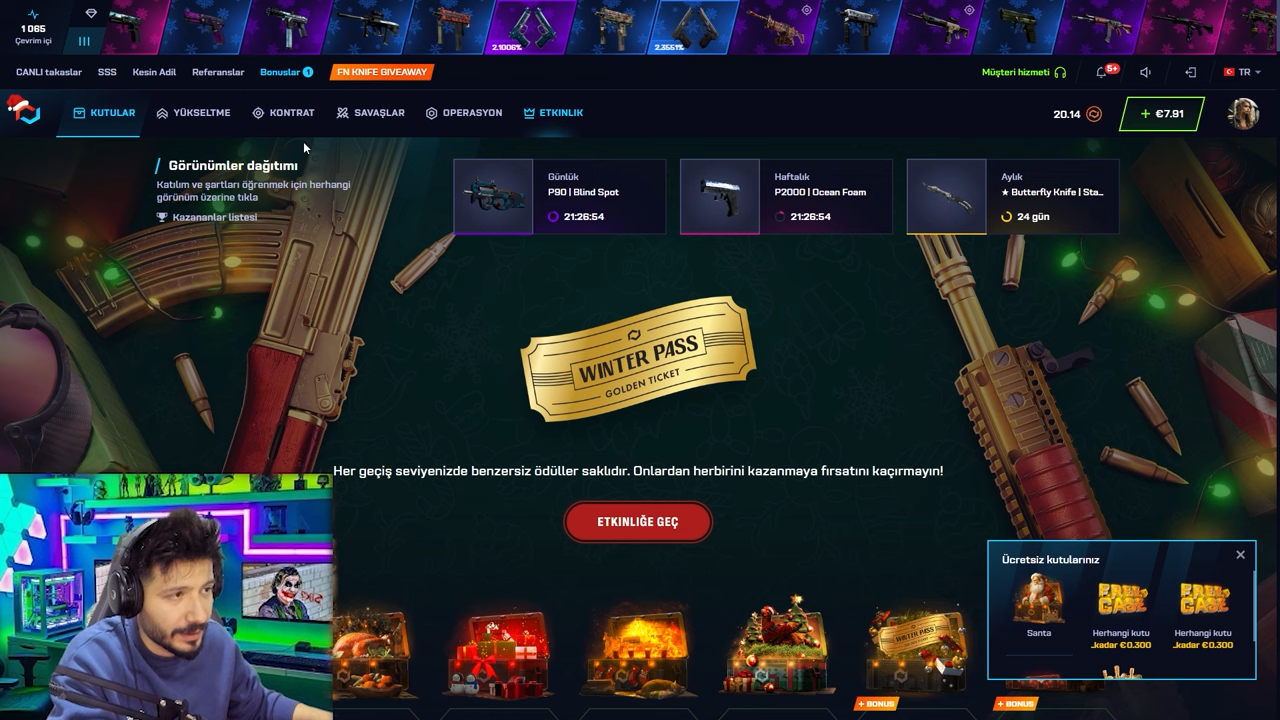 1 065
Çevrim içi
2.1006%
2.3551%
CANLI takaslar
SSS
Kesin Adil
Referanslar
Bonuslar 1
FN KNIFE GIVEAWAY
Müşteri hizmeti
5+
TR
KUTULAR
YÜKSELTME
KONTRAT
SAVAŞLAR
OPERASYON
ETKINLIK
20.14
+ €7.91
Görünümler dağıtımı
Katılım ve şartları öğrenmek için herhangi
görünüm üzerine tıkla
Kazananlar listesi
Günlük
P90 | Blind Spot
21:26:54
Haftalık
P2000 | Ocean Foam
21:26:54
Aylık
★ Butterfly Knife | Sta...
24 gün
WINTER PASS
GOLDEN TICKET
Her geçiş seviyenizde benzersiz ödüller saklıdır. Onlardan herbirini kazanmaya fırsatını kaçırmayın!
ETKINLIĞE GEÇ
Ücretsiz kutularınız
Santa
FREE CASE
Herhangi kutu
...kadar €0.300
FREE CASE
Herhangi kutu
...kadar €0.300
WINTER PASS
+ BONUS
+ BONUS